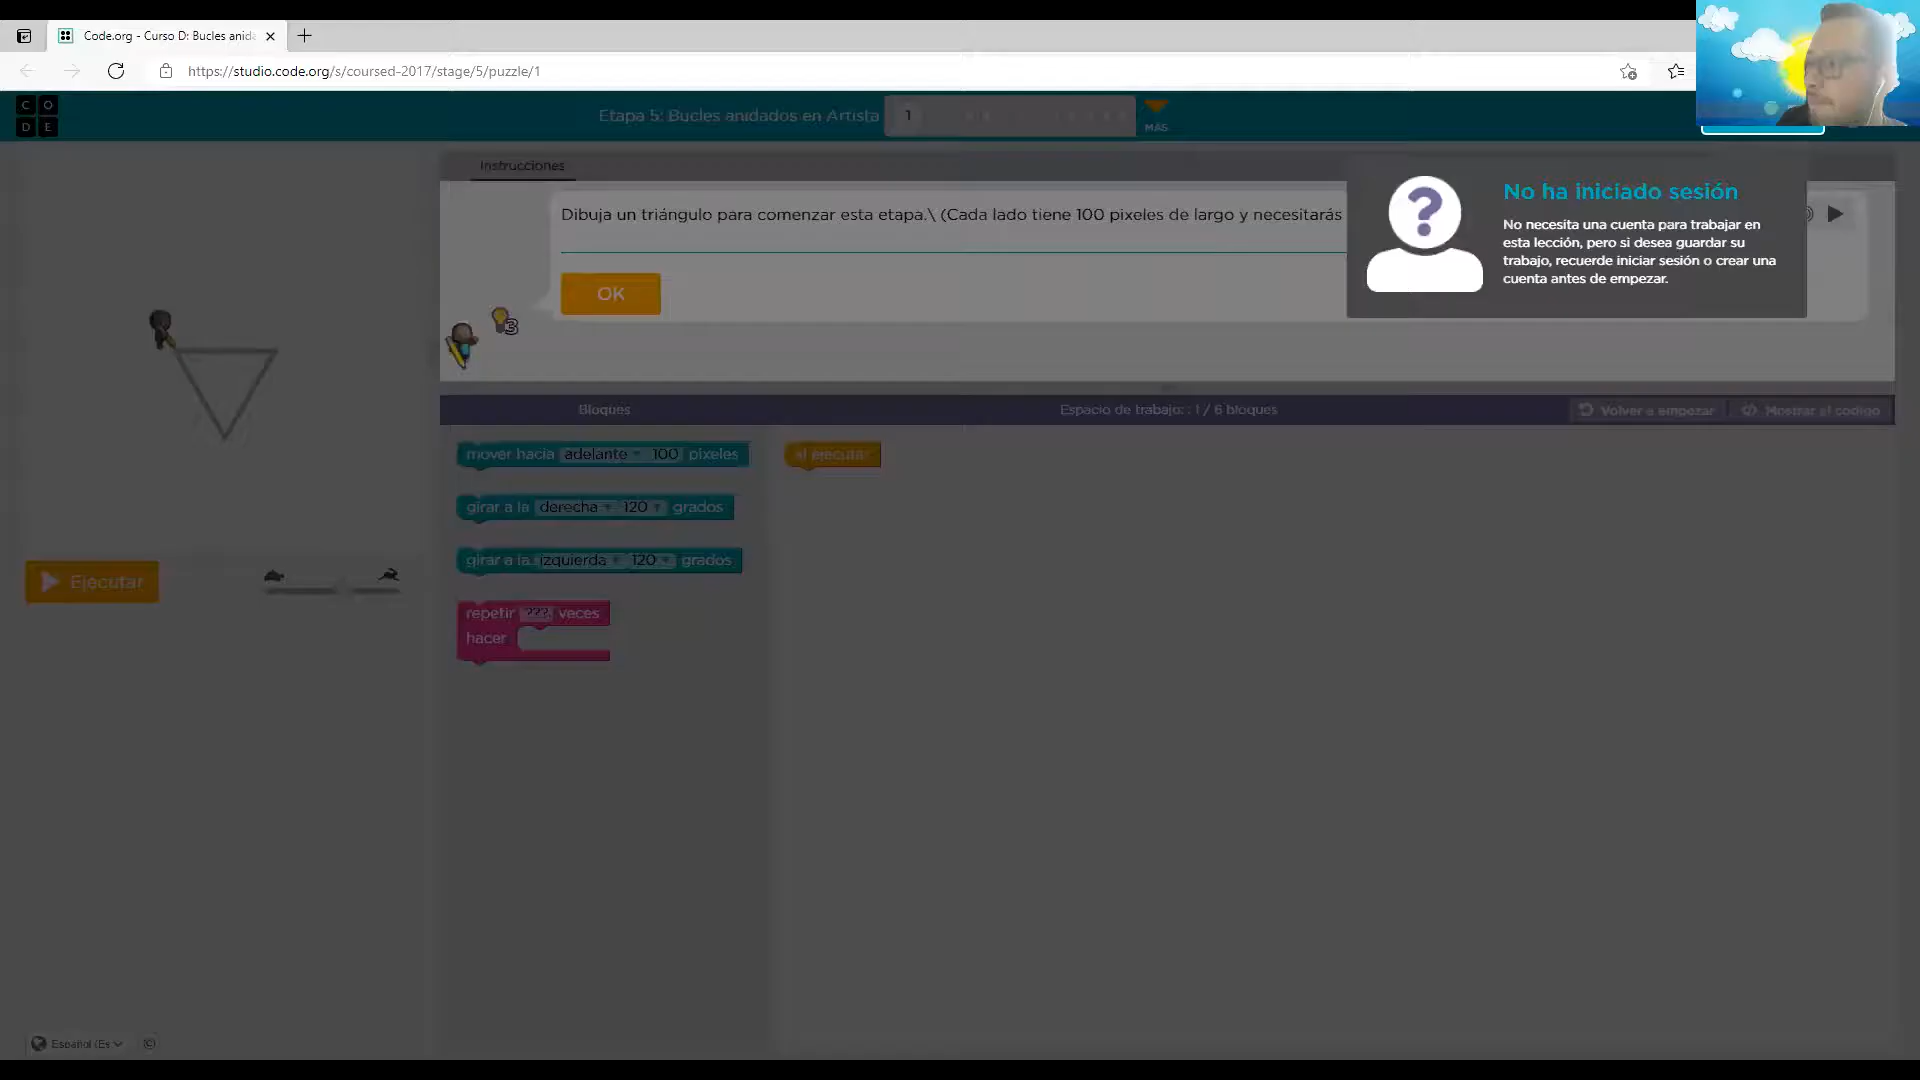 Code.org - Curso D: Bucles anida
https://studio.code.org/s/coursed-2017/stage/5/puzzle/1
C O
D E
Etapa 5: Bucles anidados en Artista
1
MÁS
Instrucciones
Dibuja un triángulo para comenzar esta etapa.\ (Cada lado tiene 100 pixeles de largo y necesitarás
OK
3
No ha iniciado sesión
No necesita una cuenta para trabajar en
esta lección, pero si desea guardar su
trabajo, recuerde iniciar sesión o crear una
cuenta antes de empezar.
Bloques
Espacio de trabajo: : 1 / 6 bloques
Volver a empezar
Mostrar el código
mover hacia adelante 100 píxeles
al ejecutar
girar a la derecha 120 grados
girar a la izquierda 120 grados
repetir ??? veces
hacer
Ejecutar
Español (Es
©